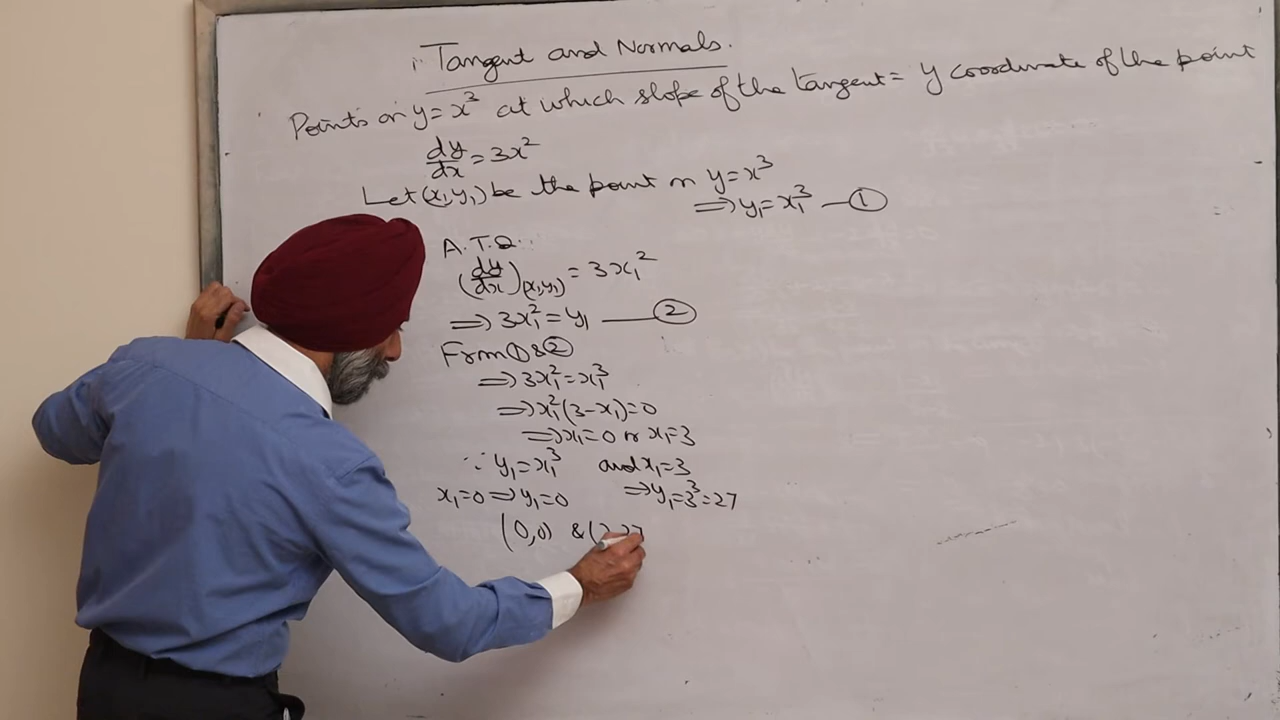 Tangent and Normals.
Points on y=x³ at which slope of the tangent = y coordinate of the point
dy/dx = 3x²
Let (x₁,y₁) be the point on y=x³
⇒ y₁=x₁³ — ①
A.T.Q.
(dy/dx)(x₁,y₁) = 3x₁²
⇒ 3x₁²=y₁ — ②
From ① & ②
⇒ 3x₁²=x₁³
⇒ x₁²(3-x₁)=0
⇒ x₁=0 or x₁=3
∵ y₁=x₁³ and x₁=3
x₁=0 ⇒ y₁=0 ⇒ y₁=3³=27
(0,0) & (